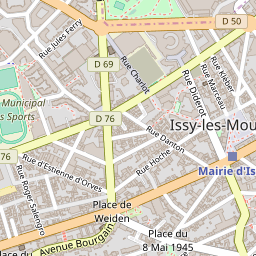 D 50
Rue Jules Ferry
D 69
Rue Charlot
Rue Kléber
Rue Marceau
Rue Diderot
Municipal
s Sports
D 76
Issy-les-Mou
Rue Danton
76
Rue d'Estienne d'Orves
Rue Hoche
Mairie d'Is
Rue Roger Salengro
Place de
Weiden
Place du
8 Mai 1945
Avenue Bourgain